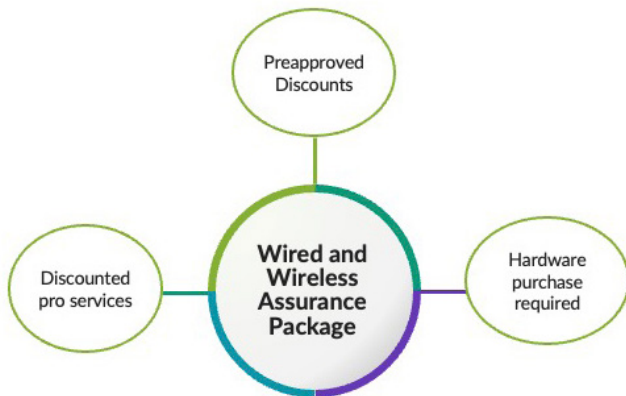 Preapproved
Discounts
Wired and
Wireless
Assurance
Package
Discounted
pro services
Hardware
purchase
required